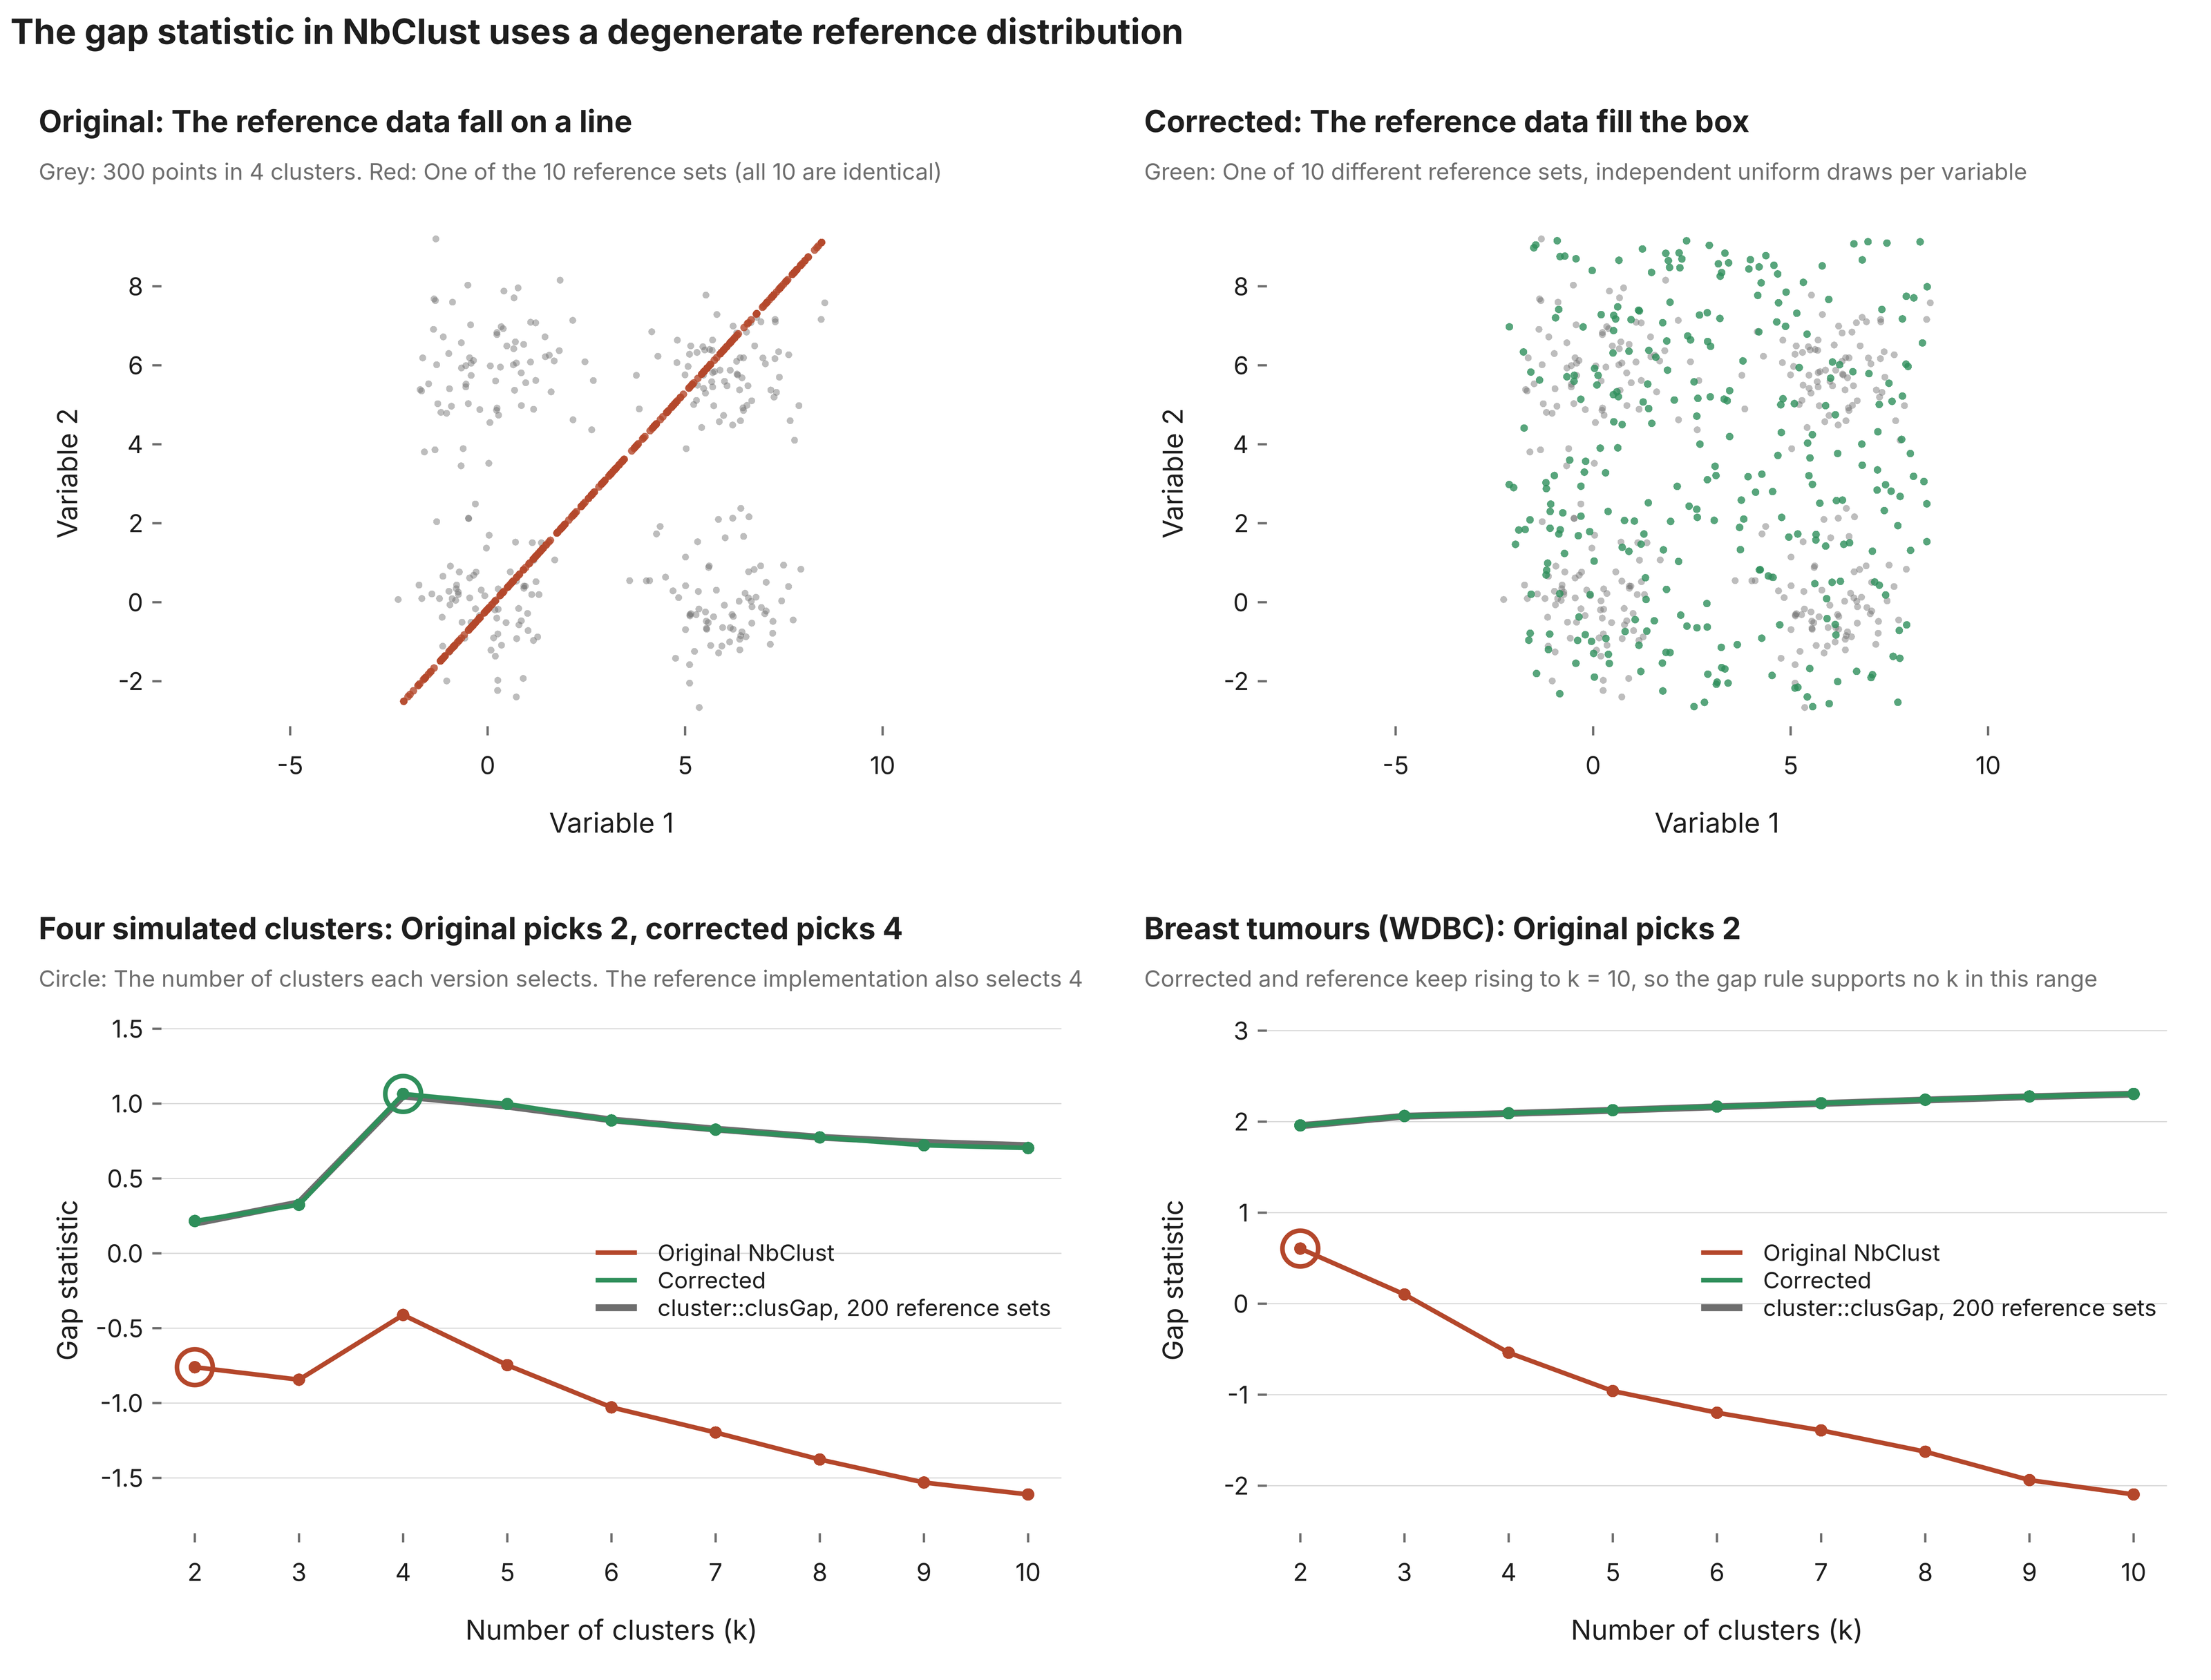 The gap statistic in NbClust uses a degenerate reference distribution
Original: The reference data fall on a line
Grey: 300 points in 4 clusters. Red: One of the 10 reference sets (all 10 are identical)
8
6
4
2
0
-2
Variable 2
-5
0
5
10
Variable 1
Corrected: The reference data fill the box
Green: One of 10 different reference sets, independent uniform draws per variable
8
6
4
2
0
-2
Variable 2
-5
0
5
10
Variable 1
Four simulated clusters: Original picks 2, corrected picks 4
Circle: The number of clusters each version selects. The reference implementation also selects 4
1.5
1.0
0.5
0.0
-0.5
-1.0
-1.5
Gap statistic
Original NbClust
Corrected
cluster::clusGap, 200 reference sets
2
3
4
5
6
7
8
9
10
Number of clusters (k)
Breast tumours (WDBC): Original picks 2
Corrected and reference keep rising to k = 10, so the gap rule supports no k in this range
3
2
1
0
-1
-2
Gap statistic
Original NbClust
Corrected
cluster::clusGap, 200 reference sets
2
3
4
5
6
7
8
9
10
Number of clusters (k)